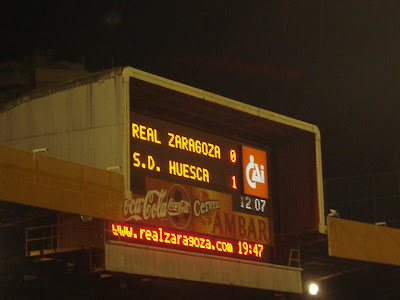 REAL ZARAGOZA 0
S.D. HUESCA 1
CAI
12.07
Coca-Cola Cerveza
AMBAR
www.realzaragoza.com 19:47